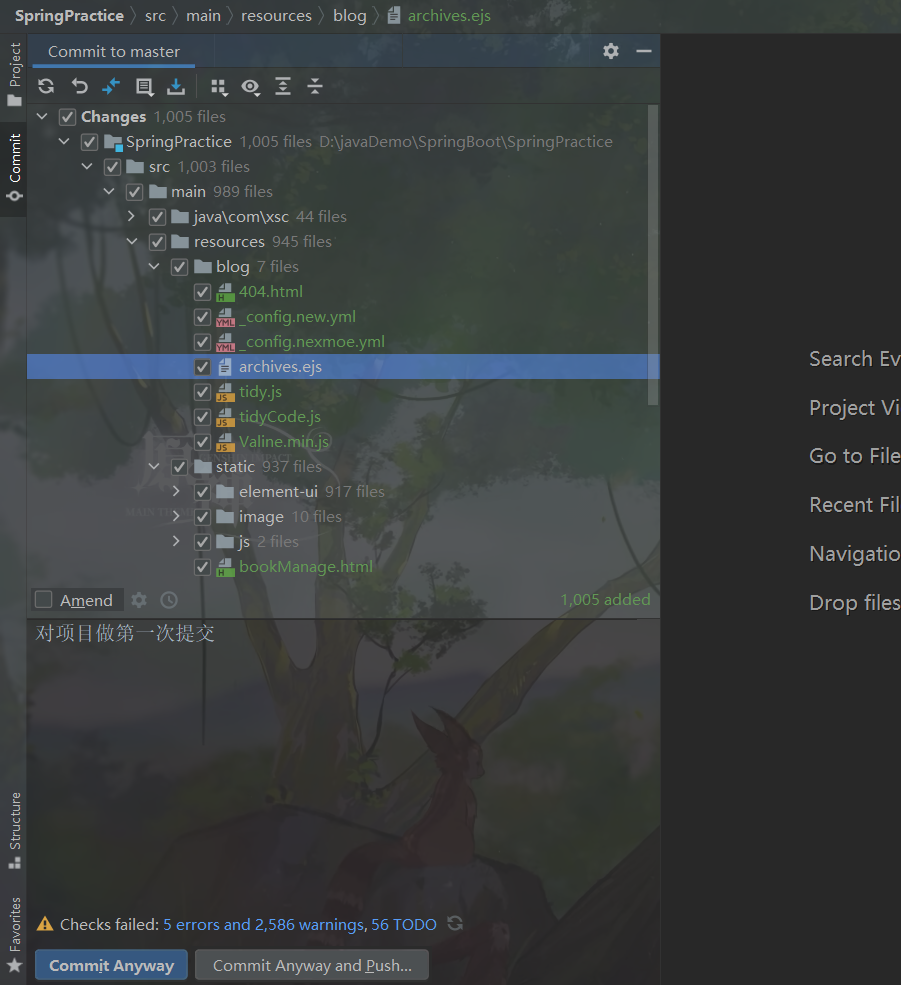 SpringPractice src main resources blog archives.ejs
Project
Commit
Structure
Favorites
Commit to master
Changes 1,005 files
SpringPractice 1,005 files D:\javaDemo\SpringBoot\SpringPractice
src 1,003 files
main 989 files
java\com\xsc 44 files
resources 945 files
blog 7 files
404.html
_config.new.yml
_config.nexmoe.yml
archives.ejs
tidy.js
tidyCode.js
Valine.min.js
static 937 files
element-ui 917 files
image 10 files
js 2 files
bookManage.html
Amend
1,005 added
对项目做第一次提交
Checks failed: 5 errors and 2,586 warnings, 56 TODO
Commit Anyway
Commit Anyway and Push...
Search Ev
Project Vi
Go to File
Recent Fil
Navigatio
Drop files